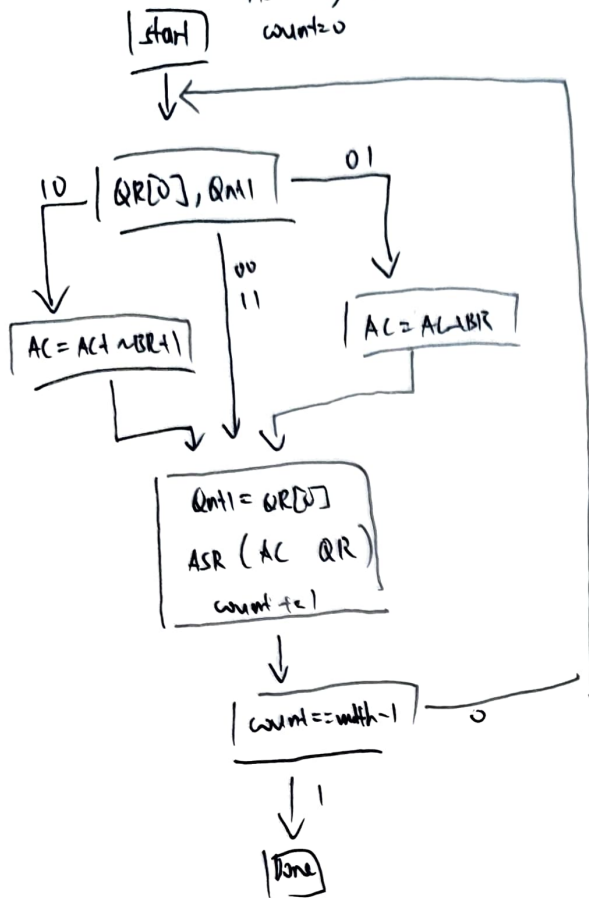 start
count=0
10
QR[0], Qn+1
01
00
11
AC = AC + ~BR+1
AC = AC+BR
Qn+1 = QR[0]
ASR ( AC QR )
count += 1
count == width-1
0
1
Done